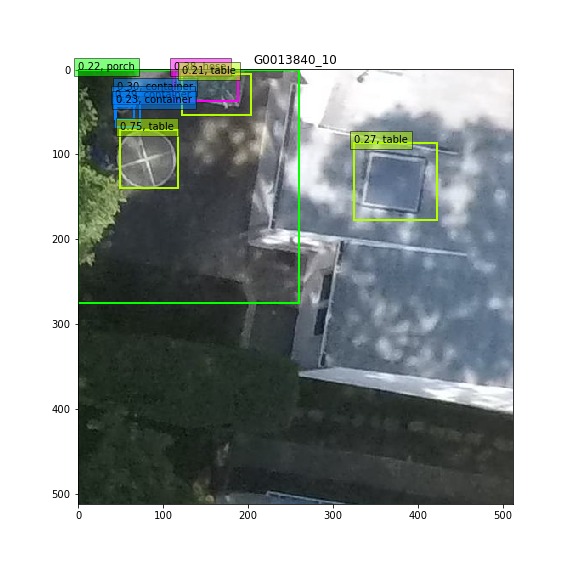 G0013840_10
0.22, porch
0.21, table
0.30, container
0.23, container
0.75, table
0.27, table
0
100
200
300
400
500
0
100
200
300
400
500